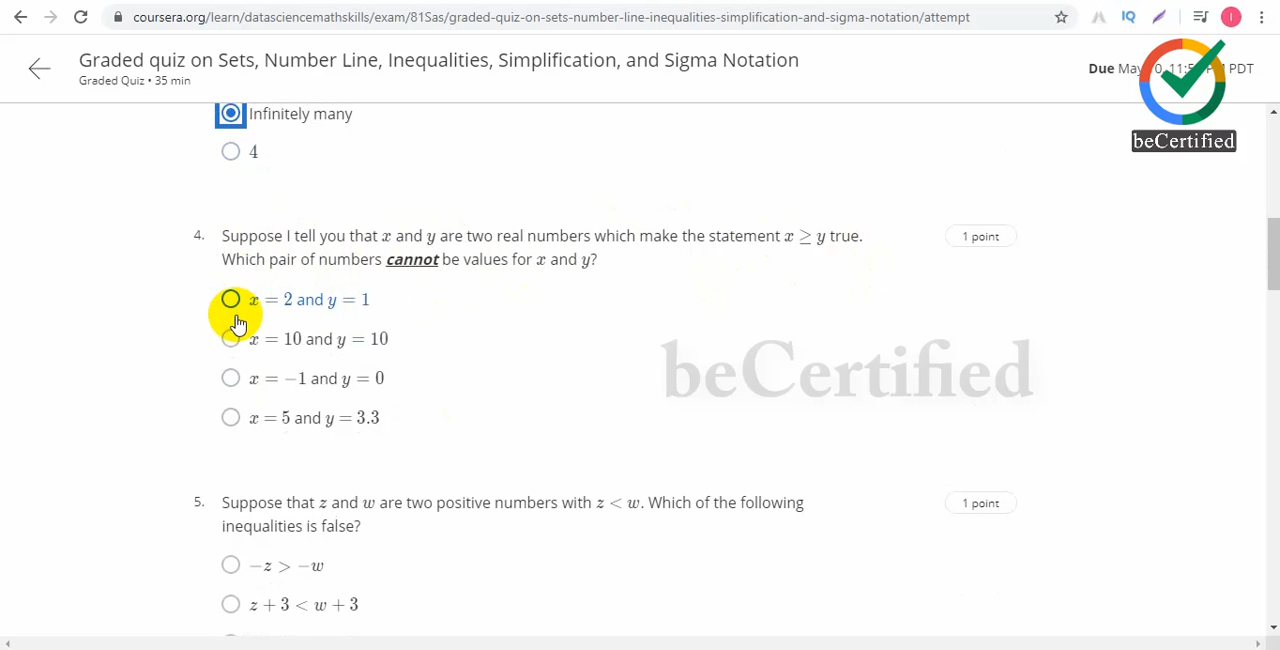 coursera.org/learn/datasciencemathskills/exam/81Sas/graded-quiz-on-sets-number-line-inequalities-simplification-and-sigma-notation/attempt
IQ
I
Graded quiz on Sets, Number Line, Inequalities, Simplification, and Sigma Notation
Graded Quiz • 35 min
Due PDT
beCertified
Infinitely many
4
4. Suppose I tell you that x and y are two real numbers which make the statement x ≥ y true. 1 point
Which pair of numbers cannot be values for x and y?
x = 2 and y = 1
x = 10 and y = 10
x = −1 and y = 0
x = 5 and y = 3.3
beCertified
5. Suppose that z and w are two positive numbers with z < w. Which of the following 1 point
inequalities is false?
−z > −w
z + 3 < w + 3